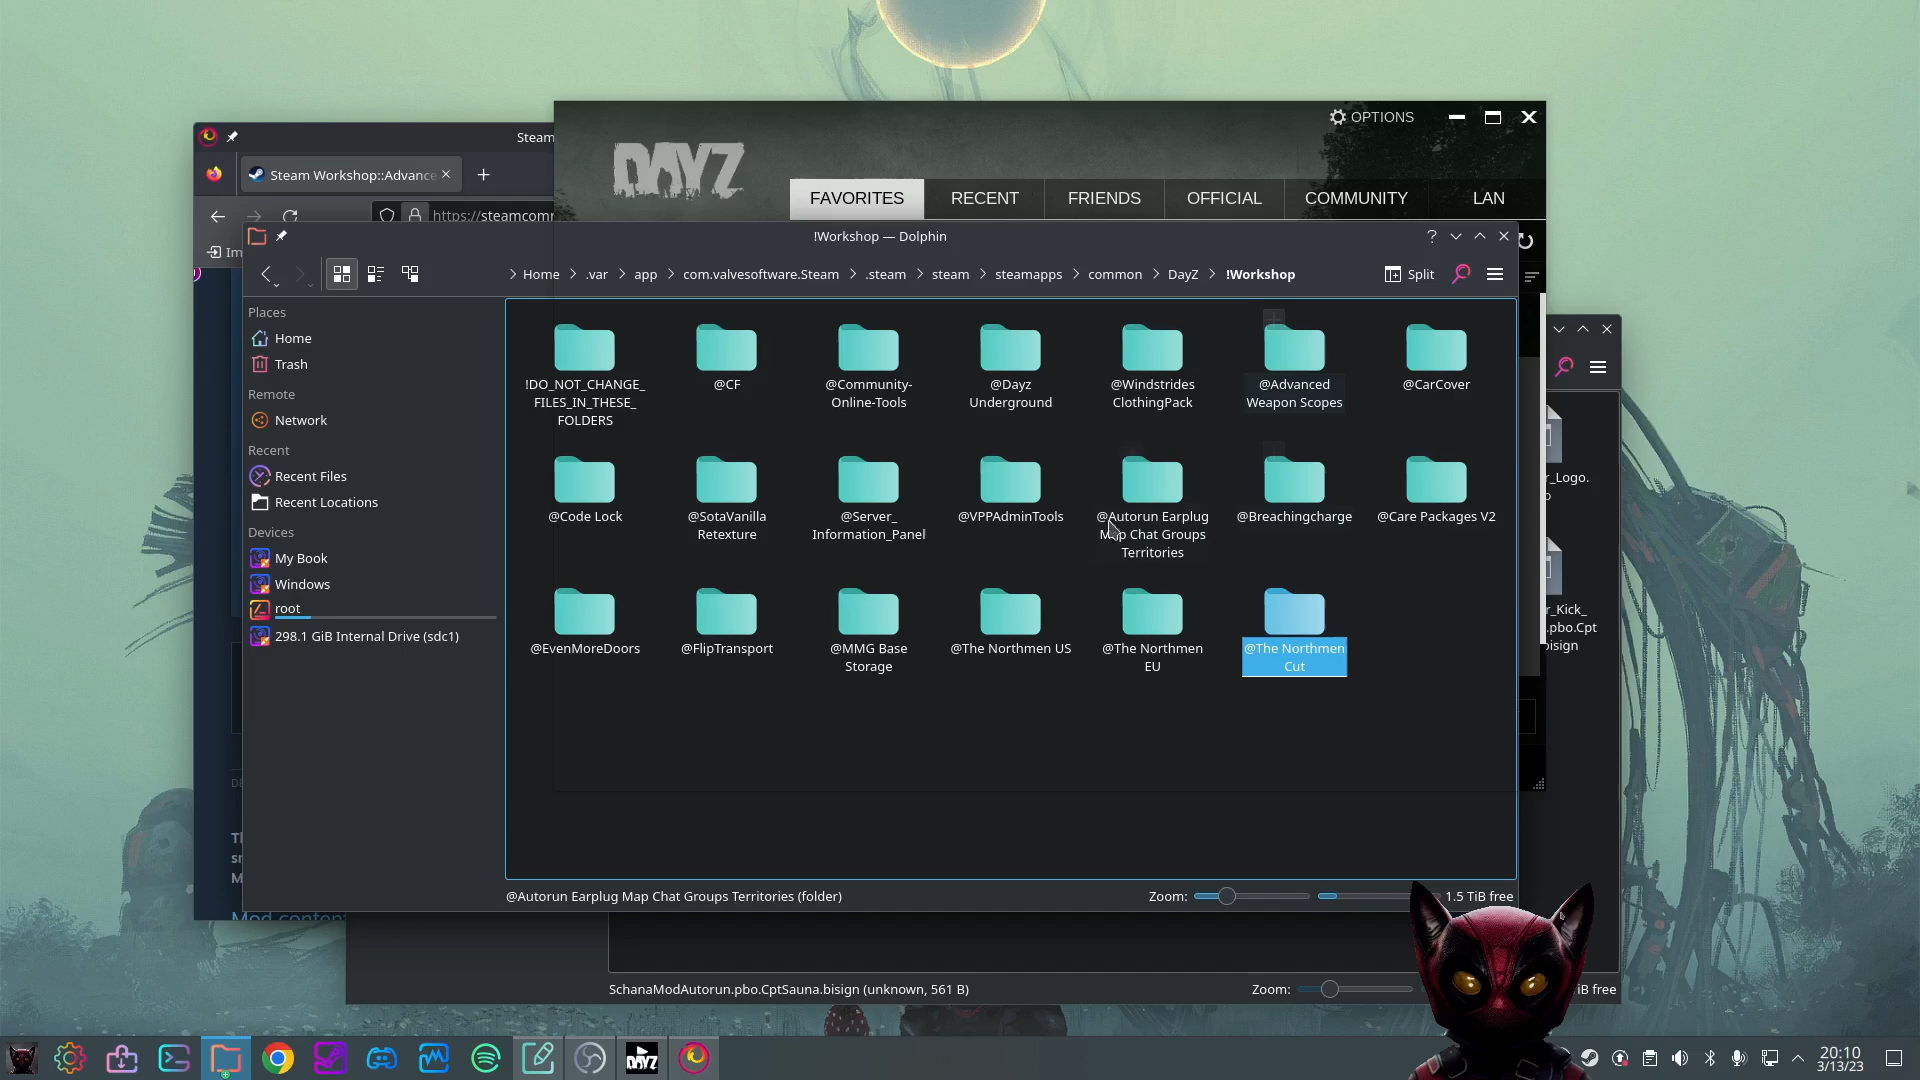 OPTIONS
Steam
DAYZ
Steam Workshop::Advance
FAVORITES
RECENT
FRIENDS
OFFICIAL
COMMUNITY
LAN
https://steamcomm
Im
!Workshop — Dolphin
Home
.var
app
com.valvesoftware.Steam
.steam
steam
steamapps
common
DayZ
!Workshop
Split
Places
Home
Trash
Remote
Network
Recent
Recent Files
Recent Locations
Devices
My Book
Windows
root
298.1 GiB Internal Drive (sdc1)
!DO_NOT_CHANGE_
FILES_IN_THESE_
FOLDERS
@CF
@Community-
Online-Tools
@Dayz
Underground
@Windstrides
ClothingPack
@Advanced
Weapon Scopes
@CarCover
@Code Lock
@SotaVanilla
Retexture
@Server_
Information_Panel
@VPPAdminTools
@Autorun Earplug
Map Chat Groups
Territories
@Breachingcharge
@Care Packages V2
@EvenMoreDoors
@FlipTransport
@MMG Base
Storage
@The Northmen US
@The Northmen
EU
@The Northmen
Cut
r_Logo.
r_Kick_
.pbo.Cpt
bisign
Mod content
@Autorun Earplug Map Chat Groups Territories (folder)
Zoom:
1.5 TiB free
SchanaModAutorun.pbo.CptSauna.bisign (unknown, 561 B)
Zoom:
iB free
DAYZ
20:10
3/13/23